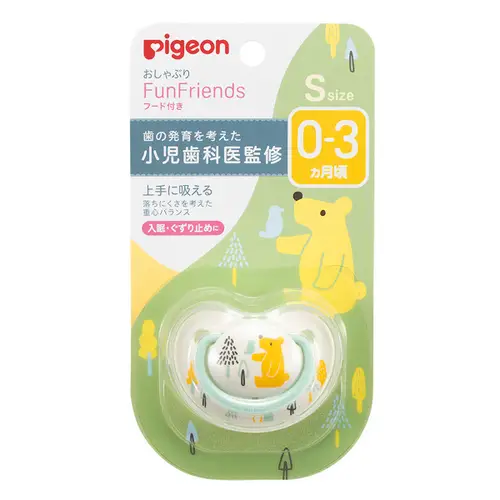 Pigeon
おしゃぶり
FunFriends
フード付き
S size
歯の発育を考えた
小児歯科医監修
0-3
ヵ月頃
上手に吸える
落ちにくさを考えた
重心バランス
入眠・ぐずり止めに